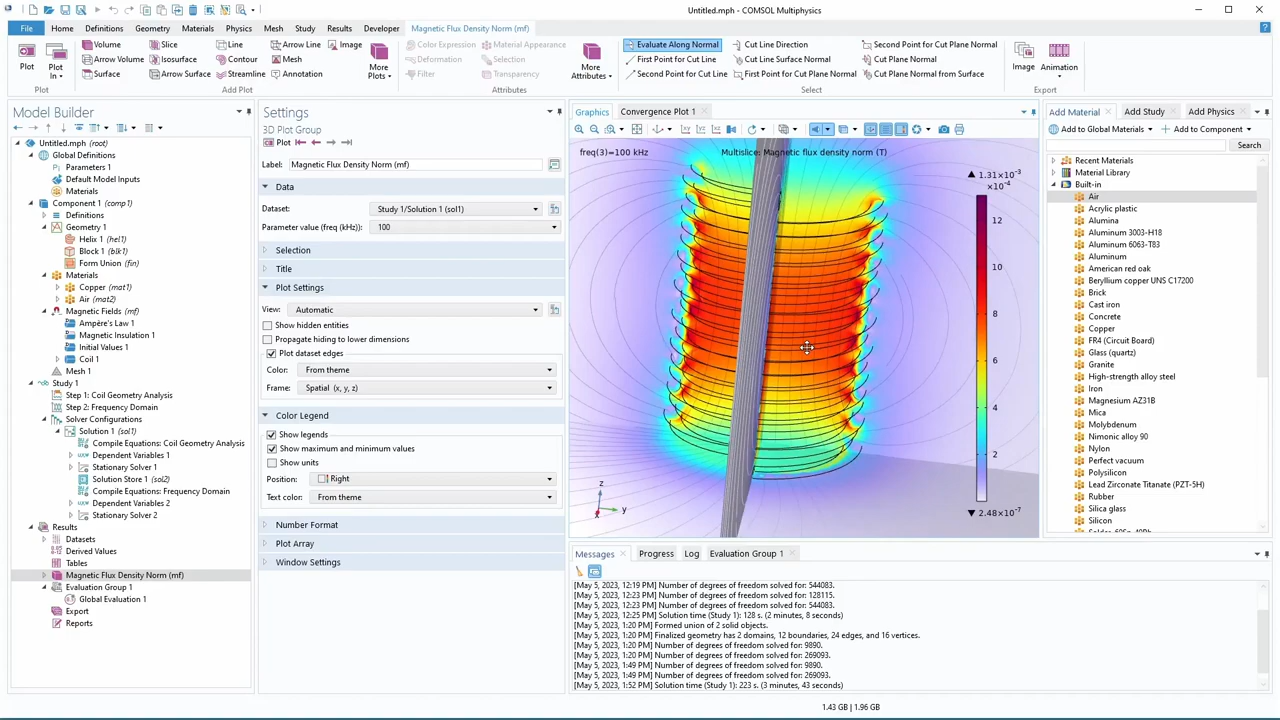 Untitled.mph - COMSOL Multiphysics
File Home Definitions Geometry Materials Physics Mesh Study Results Developer Magnetic Flux Density Norm (mf)
Plot
Plot In
Plot
Volume Slice Line Arrow Line Image
Arrow Volume Isosurface Contour Mesh
Surface Arrow Surface Streamline Annotation
More Plots
Add Plot
Color Expression Material Appearance
Deformation Selection
Filter Transparency
More Attributes
Attributes
Evaluate Along Normal Cut Line Direction Second Point for Cut Plane Normal
First Point for Cut Line Cut Line Surface Normal Cut Plane Normal
Second Point for Cut Line First Point for Cut Plane Normal Cut Plane Normal from Surface
Select
Image Animation
Export
Model Builder
Untitled.mph (root)
Global Definitions
Parameters 1
Default Model Inputs
Materials
Component 1 (comp1)
Definitions
Geometry 1
Helix 1 (hel1)
Block 1 (blk1)
Form Union (fin)
Materials
Copper (mat1)
Air (mat2)
Magnetic Fields (mf)
Ampère's Law 1
Magnetic Insulation 1
Initial Values 1
Coil 1
Mesh 1
Study 1
Step 1: Coil Geometry Analysis
Step 2: Frequency Domain
Solver Configurations
Solution 1 (sol1)
Compile Equations: Coil Geometry Analysis
Dependent Variables 1
Stationary Solver 1
Solution Store 1 (sol2)
Compile Equations: Frequency Domain
Dependent Variables 2
Stationary Solver 2
Results
Datasets
Derived Values
Tables
Magnetic Flux Density Norm (mf)
Evaluation Group 1
Global Evaluation 1
Export
Reports
Settings
3D Plot Group
Plot
Label: Magnetic Flux Density Norm (mf)
Data
Dataset: Study 1/Solution 1 (sol1)
Parameter value (freq (kHz)): 100
Selection
Title
Plot Settings
View: Automatic
Show hidden entities
Propagate hiding to lower dimensions
Plot dataset edges
Color: From theme
Frame: Spatial (x, y, z)
Color Legend
Show legends
Show maximum and minimum values
Show units
Position: Right
Text color: From theme
Number Format
Plot Array
Window Settings
Graphics Convergence Plot 1
freq(3)=100 kHz Multislice: Magnetic flux density norm (T)
1.31×10⁻³
×10⁻⁴
12
10
8
6
4
2
2.48×10⁻⁷
z
y
x
Messages Progress Log Evaluation Group 1
[May 5, 2023, 12:19 PM] Number of degrees of freedom solved for: 544083.
[May 5, 2023, 12:23 PM] Number of degrees of freedom solved for: 128115.
[May 5, 2023, 12:23 PM] Number of degrees of freedom solved for: 544083.
[May 5, 2023, 12:25 PM] Solution time (Study 1): 128 s. (2 minutes, 8 seconds)
[May 5, 2023, 1:20 PM] Formed union of 2 solid objects.
[May 5, 2023, 1:20 PM] Finalized geometry has 2 domains, 12 boundaries, 24 edges, and 16 vertices.
[May 5, 2023, 1:20 PM] Number of degrees of freedom solved for: 9890.
[May 5, 2023, 1:20 PM] Number of degrees of freedom solved for: 269093.
[May 5, 2023, 1:49 PM] Number of degrees of freedom solved for: 9890.
[May 5, 2023, 1:49 PM] Number of degrees of freedom solved for: 269093.
[May 5, 2023, 1:52 PM] Solution time (Study 1): 223 s. (3 minutes, 43 seconds)
Add Material Add Study Add Physics
Add to Global Materials Add to Component
Search
Recent Materials
Material Library
Built-in
Air
Acrylic plastic
Alumina
Aluminum 3003-H18
Aluminum 6063-T83
Aluminum
American red oak
Beryllium copper UNS C17200
Brick
Cast iron
Concrete
Copper
FR4 (Circuit Board)
Glass (quartz)
Granite
High-strength alloy steel
Iron
Magnesium AZ31B
Mica
Molybdenum
Nimonic alloy 90
Nylon
Perfect vacuum
Polysilicon
Lead Zirconate Titanate (PZT-5H)
Rubber
Silica glass
Silicon
1.43 GB | 1.96 GB